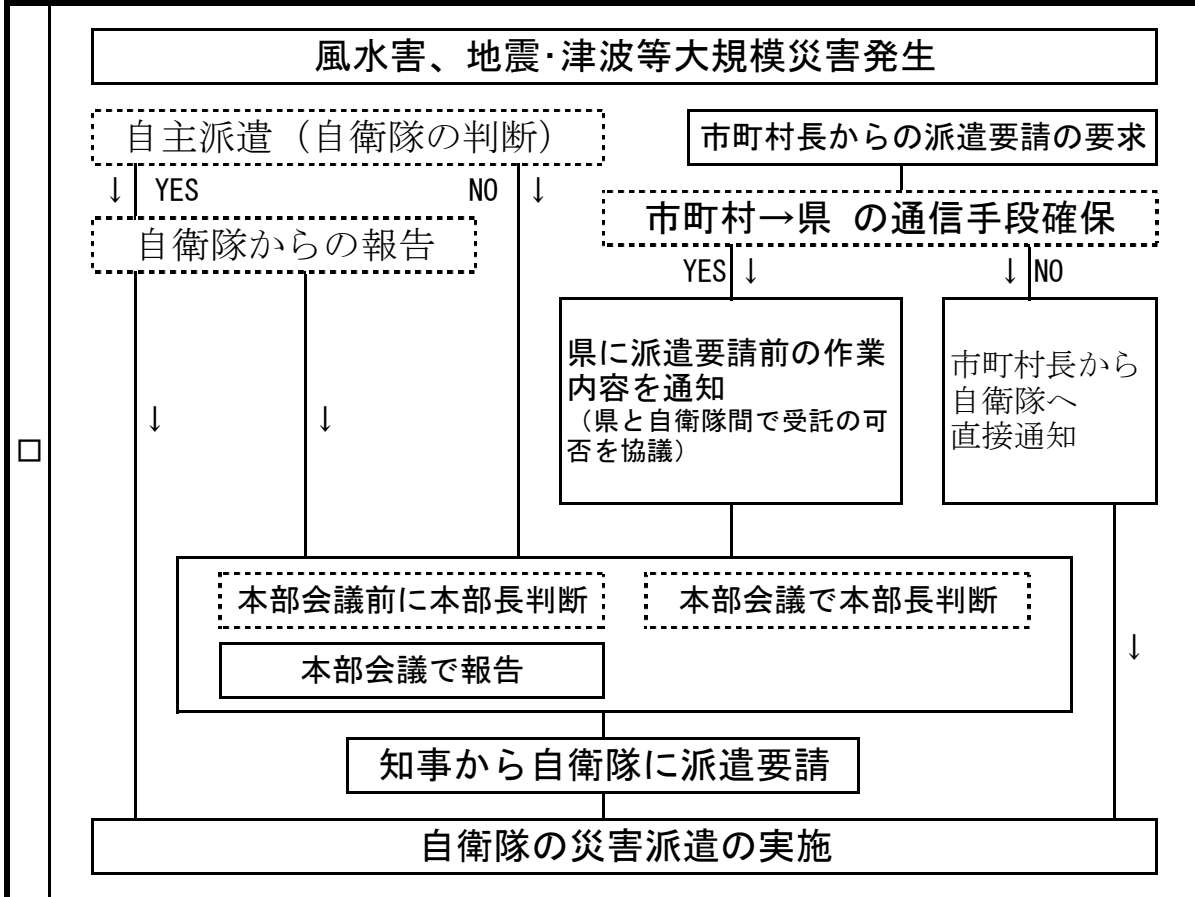 風水害、地震･津波等大規模災害発生
自主派遣（自衛隊の判断）
市町村長からの派遣要請の要求
↓ YES
NO ↓
市町村→県 の通信手段確保
自衛隊からの報告
YES ↓
↓ NO
県に派遣要請前の作業
内容を通知
（県と自衛隊間で受託の可
否を協議）
市町村長から
自衛隊へ
直接通知
↓
↓
□
本部会議前に本部長判断
本部会議で本部長判断
本部会議で報告
↓
知事から自衛隊に派遣要請
自衛隊の災害派遣の実施